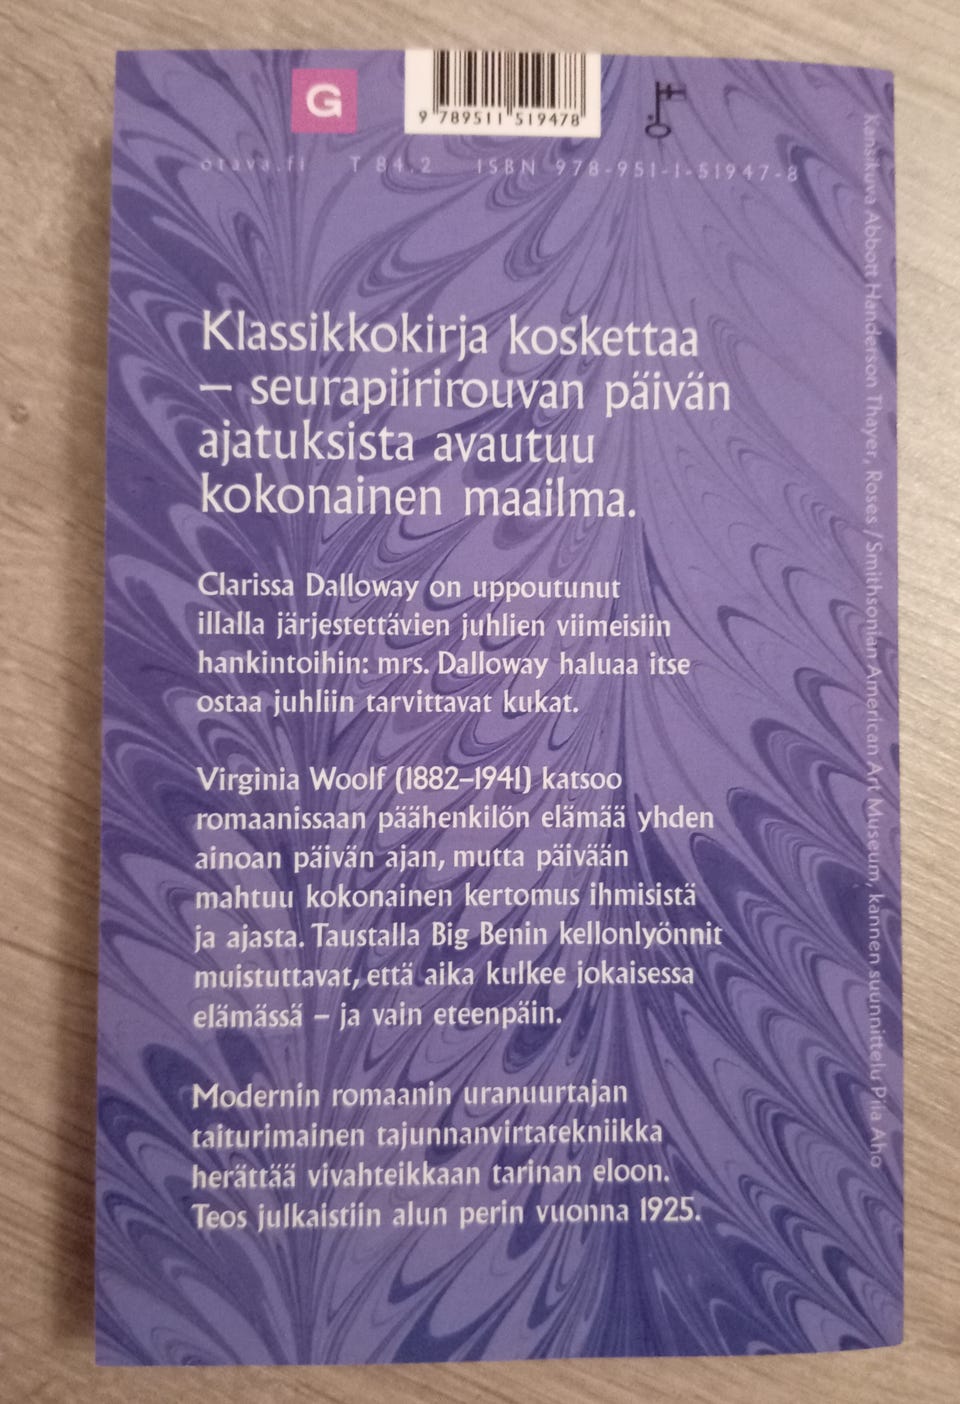 G
9 789511 519478
otava.fi T 84.2 ISBN 978-951-1-51947-8
Klassikkokirja koskettaa
– seurapiirirouvan päivän
ajatuksista avautuu
kokonainen maailma.
Clarissa Dalloway on uppoutunut
illalla järjestettävien juhlien viimeisiin
hankintoihin: mrs. Dalloway haluaa itse
ostaa juhliin tarvittavat kukat.
Virginia Woolf (1882–1941) katsoo
romaanissaan päähenkilön elämää yhden
ainoan päivän ajan, mutta päivään
mahtuu kokonainen kertomus ihmisistä
ja ajasta. Taustalla Big Benin kellonlyönnit
muistuttavat, että aika kulkee jokaisessa
elämässä – ja vain eteenpäin.
Modernin romaanin uranuurtajan
taiturimainen tajunnanvirtatekniikka
herättää vivahteikkaan tarinan eloon.
Teos julkaistiin alun perin vuonna 1925.
Kansikuva Abbott Handerson Thayer, Roses / Smithsonian American Art Museum, kannen suunnittelu Piia Aho